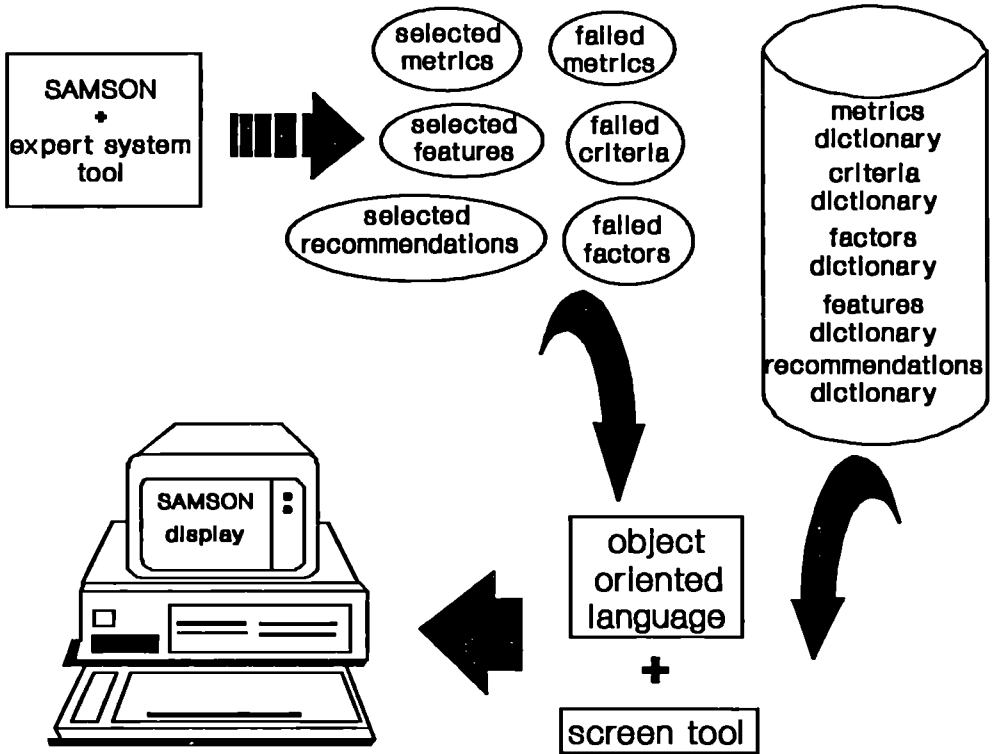 SAMSON
+
expert system
tool
selected
metrics
failed
metrics
selected
features
failed
criteria
selected
recommendations
failed
factors
metrics
dictionary
criteria
dictionary
factors
dictionary
features
dictionary
recommendations
dictionary
SAMSON
display
object
oriented
language
+
screen tool